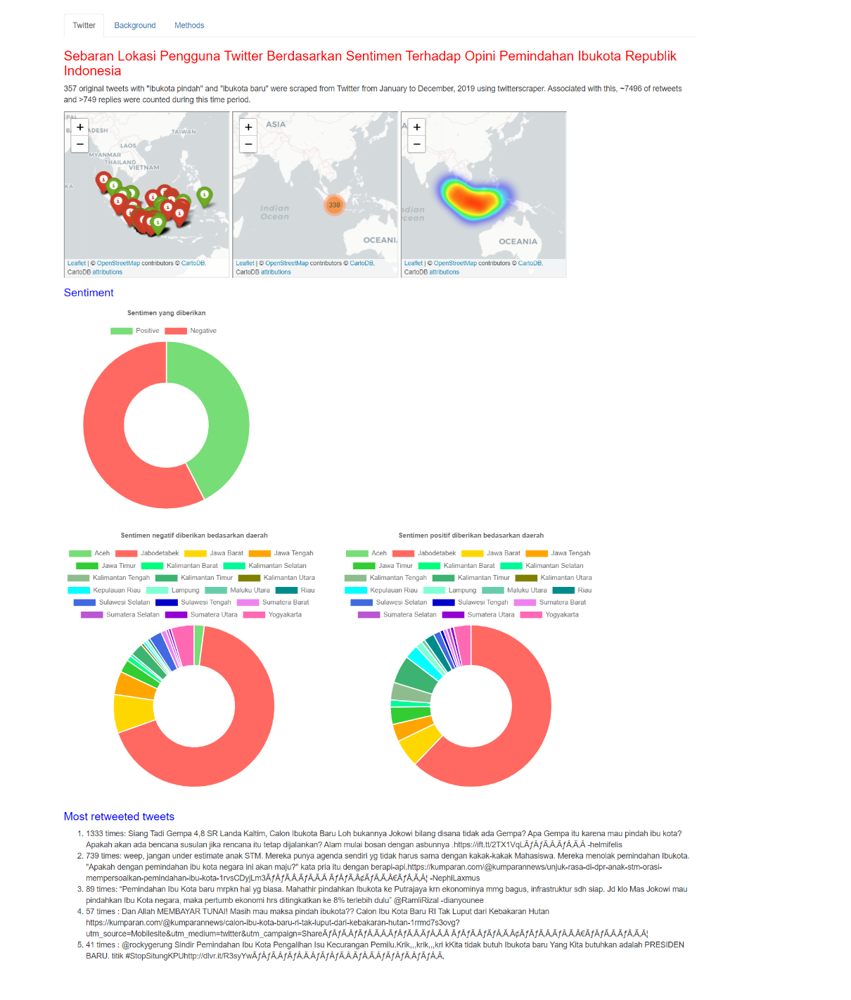 Twitter Background Methods
Sebaran Lokasi Pengguna Twitter Berdasarkan Sentimen Terhadap Opini Pemindahan Ibukota Republik
Indonesia
357 original tweets with "ibukota pindah" and "ibukota baru" were scraped from Twitter from January to December, 2019 using twitterscraper. Associated with this, ~7496 of retweets
and >749 replies were counted during this time period.
+
−
TAIWAN
LAOS
MYANMAR
THAILAND
VIETNAM
Leaflet | © OpenStreetMap contributors © CartoDB,
CartoDB attributions
+
−
ASIA
338
Indian
Ocean
OCEANI
Leaflet | © OpenStreetMap contributors © CartoDB,
CartoDB attributions
+
−
OCEANIA
Leaflet | © OpenStreetMap contributors © CartoDB,
CartoDB attributions
Sentiment
Sentimen yang diberikan
Positive Negative
Sentimen negatif diberikan bedasarkan daerah
Aceh Jabodetabek Jawa Barat Jawa Tengah
Jawa Timur Kalimantan Barat Kalimantan Selatan
Kalimantan Tengah Kalimantan Timur Kalimantan Utara
Kepulauan Riau Lampung Maluku Utara Riau
Sulawesi Selatan Sulawesi Tengah Sumatera Barat
Sumatera Selatan Sumatera Utara Yogyakarta
Sentimen positif diberikan bedasarkan daerah
Aceh Jabodetabek Jawa Barat Jawa Tengah
Jawa Timur Kalimantan Barat Kalimantan Selatan
Kalimantan Tengah Kalimantan Timur Kalimantan Utara
Kepulauan Riau Lampung Maluku Utara Riau
Sulawesi Selatan Sulawesi Tengah Sumatera Barat
Sumatera Selatan Sumatera Utara Yogyakarta
Most retweeted tweets
1. 1333 times: Siang Tadi Gempa 4,8 SR Landa Kaltim, Calon Ibukota Baru Loh bukannya Jokowi bilang disana tidak ada Gempa? Apa Gempa itu karena mau pindah ibu kota?
Apakah akan ada bencana susulan jika rencana itu tetap dijalankan? Alam mulai bosan dengan asbunnya .https://ift.tt/2TX1VqL -helmifelis
2. 739 times: weep, jangan under estimate anak STM. Mereka punya agenda sendiri yg tidak harus sama dengan kakak-kakak Mahasiswa. Mereka menolak pemindahan Ibukota.
"Apakah dengan pemindahan ibu kota negara ini akan maju?" kata pria itu dengan berapi-api.https://kumparan.com/@kumparannews/unjuk-rasa-di-dpr-anak-stm-orasi-
mempersoalkan-pemindahan-ibu-kota-1rvsCDyjLm3 -NephiLaxmus
3. 89 times: “Pemindahan Ibu Kota baru mrpkn hal yg biasa. Mahathir pindahkan Ibukota ke Putrajaya krn ekonominya mmg bagus, infrastruktur sdh siap. Jd klo Mas Jokowi mau
pindahkan Ibu Kota negara, maka pertumb ekonomi hrs ditingkatkan ke 8% terlebih dulu” @RamliRizal -dianyounee
4. 57 times : Dan Allah MEMBAYAR TUNAI! Masih mau maksa pindah ibukota?? Calon Ibu Kota Baru RI Tak Luput dari Kebakaran Hutan
https://kumparan.com/@kumparannews/calon-ibu-kota-baru-ri-tak-luput-dari-kebakaran-hutan-1rrmd7s3ovg?
utm_source=Mobilesite&utm_medium=twitter&utm_campaign=Share
5. 41 times : @rockygerung Sindir Pemindahan Ibu Kota Pengalihan Isu Kecurangan Pemilu.Krik,,,krik,,,kri kKita tidak butuh Ibukota baru Yang Kita butuhkan adalah PRESIDEN
BARU. titik #StopSitungKPUhttp://dlvr.it/R3syYw